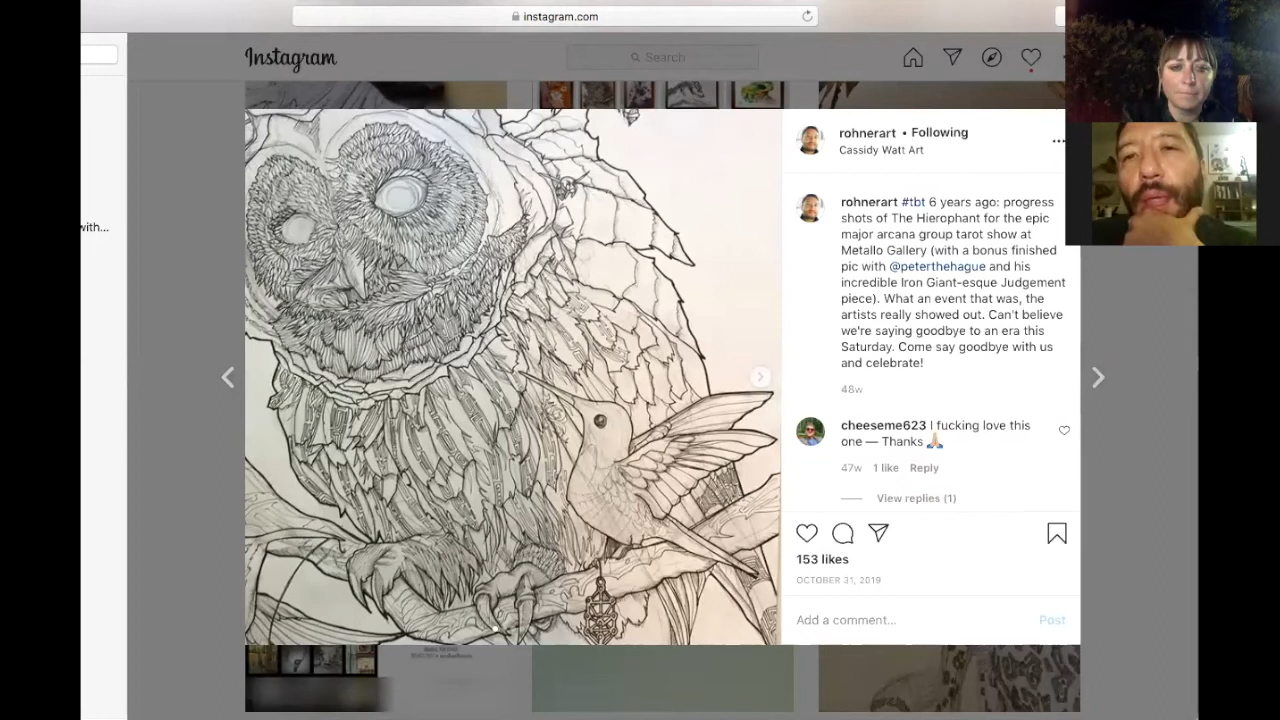 instagram.com
Instagram
Search
rohnerart • Following
Cassidy Watt Art
rohnerart #tbt 6 years ago: progress
shots of The Hierophant for the epic
major arcana group tarot show at
Metallo Gallery (with a bonus finished
pic with @peterthehague and his
incredible Iron Giant-esque Judgement
piece). What an event that was, the
artists really showed out. Can't believe
we're saying goodbye to an era this
Saturday. Come say goodbye with us
and celebrate!
48w
with...
cheeseme623 I fucking love this
one — Thanks 🙏🏼
47w 1 like Reply
View replies (1)
153 likes
OCTOBER 31, 2019
Add a comment...
Post